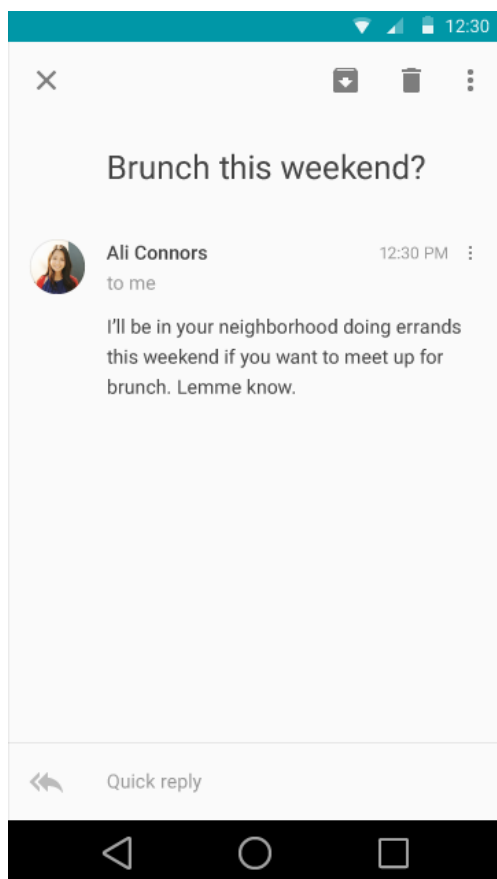 12:30
Brunch this weekend?
Ali Connors
12:30 PM
to me
I'll be in your neighborhood doing errands
this weekend if you want to meet up for
brunch. Lemme know.
Quick reply